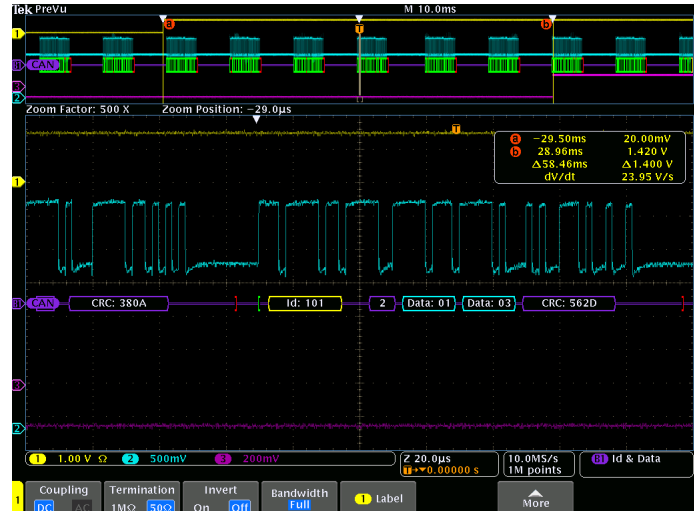 Tek PreVu M 10.0ms
a b
T
1
B1 CAN
3
2
Zoom Factor: 500 X Zoom Position: −29.0µs
T
a −29.50ms 20.00mV
b 28.96ms 1.420 V
Δ58.46ms Δ1.400 V
dV/dt 23.95 V/s
1
B1 CAN CRC: 380A Id: 101 2 Data: 01 Data: 03 CRC: 562D
3
2
1 1.00 V Ω 2 500mV 3 200mV Z 20.0µs 10.0MS/s B1 Id & Data
T→▼0.00000 s 1M points
1 Coupling Termination Invert Bandwidth 1 Label More
DC AC 1MΩ 50Ω On Off Full